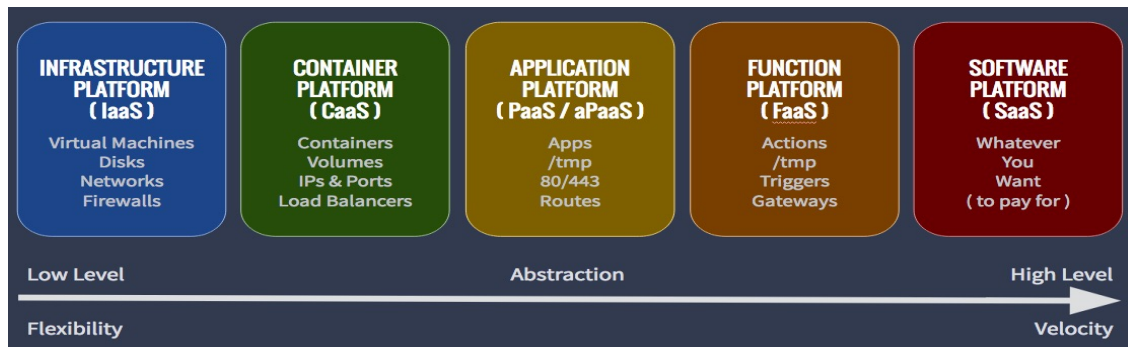 INFRASTRUCTURE
PLATFORM
( IaaS )
Virtual Machines
Disks
Networks
Firewalls
CONTAINER
PLATFORM
( CaaS )
Containers
Volumes
IPs & Ports
Load Balancers
APPLICATION
PLATFORM
( PaaS / aPaaS )
Apps
/tmp
80/443
Routes
FUNCTION
PLATFORM
( FaaS )
Actions
/tmp
Triggers
Gateways
SOFTWARE
PLATFORM
( SaaS )
Whatever
You
Want
( to pay for )
Low Level
Abstraction
High Level
Flexibility
Velocity